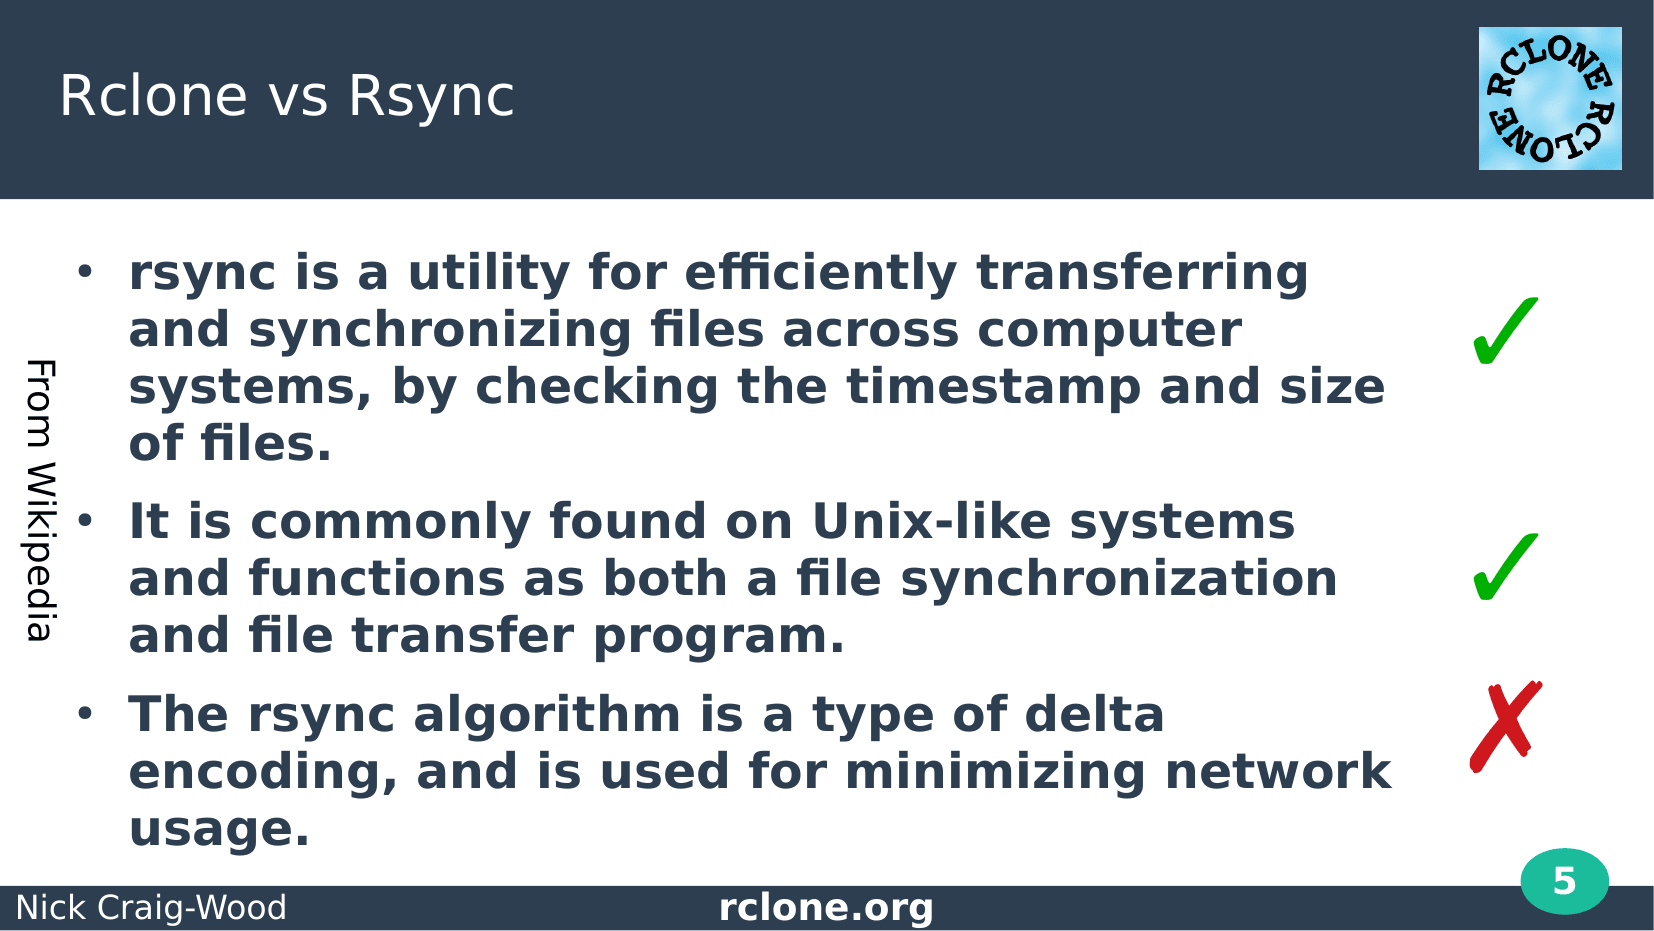 Rclone vs Rsync
RCLONE RCLONE
From Wikipedia
• rsync is a utility for efficiently transferring
and synchronizing files across computer
systems, by checking the timestamp and size
of files.
✓
• It is commonly found on Unix-like systems
and functions as both a file synchronization
and file transfer program.
✓
• The rsync algorithm is a type of delta
encoding, and is used for minimizing network
usage.
✗
5
Nick Craig-Wood
rclone.org